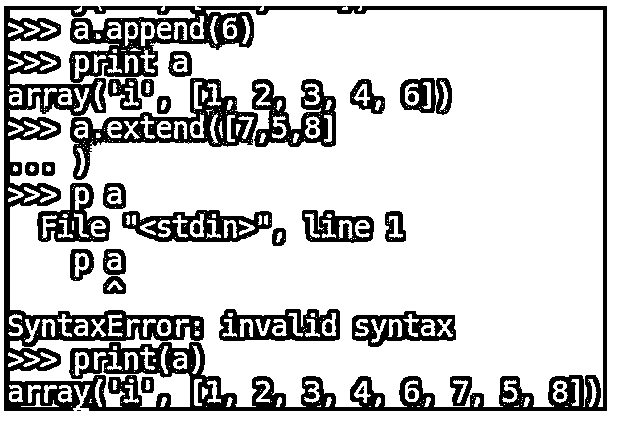 >>> a.append(6)
>>> print a
array('i', [1, 2, 3, 4, 6])
>>> a.extend([7,5,8]
... )
>>> p a
  File "<stdin>", line 1
    p a
      ^
SyntaxError: invalid syntax
>>> print(a)
array('i', [1, 2, 3, 4, 6, 7, 5, 8])